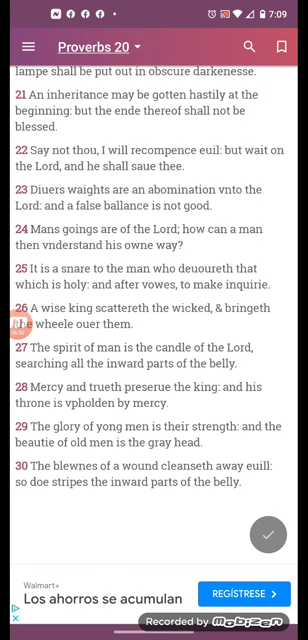 7:09
Proverbs 20
lampe shall be put out in obscure darkenesse.
21 An inheritance may be gotten hastily at the
beginning: but the ende thereof shall not be
blessed.
22 Say not thou, I will recompence euil: but wait on
the Lord, and he shall saue thee.
23 Diuers waights are an abomination vnto the
Lord: and a false ballance is not good.
24 Mans goings are of the Lord; how can a man
then vnderstand his owne way?
25 It is a snare to the man who deuoureth that
which is holy: and after vowes, to make inquirie.
26 A wise king scattereth the wicked, & bringeth
the wheele ouer them.
27 The spirit of man is the candle of the Lord,
searching all the inward parts of the belly.
28 Mercy and trueth preserue the king: and his
throne is vpholden by mercy.
29 The glory of yong men is their strength: and the
beautie of old men is the gray head.
30 The blewnes of a wound cleanseth away euill:
so doe stripes the inward parts of the belly.
Walmart+
Los ahorros se acumulan
REGÍSTRESE
Recorded by mobizen